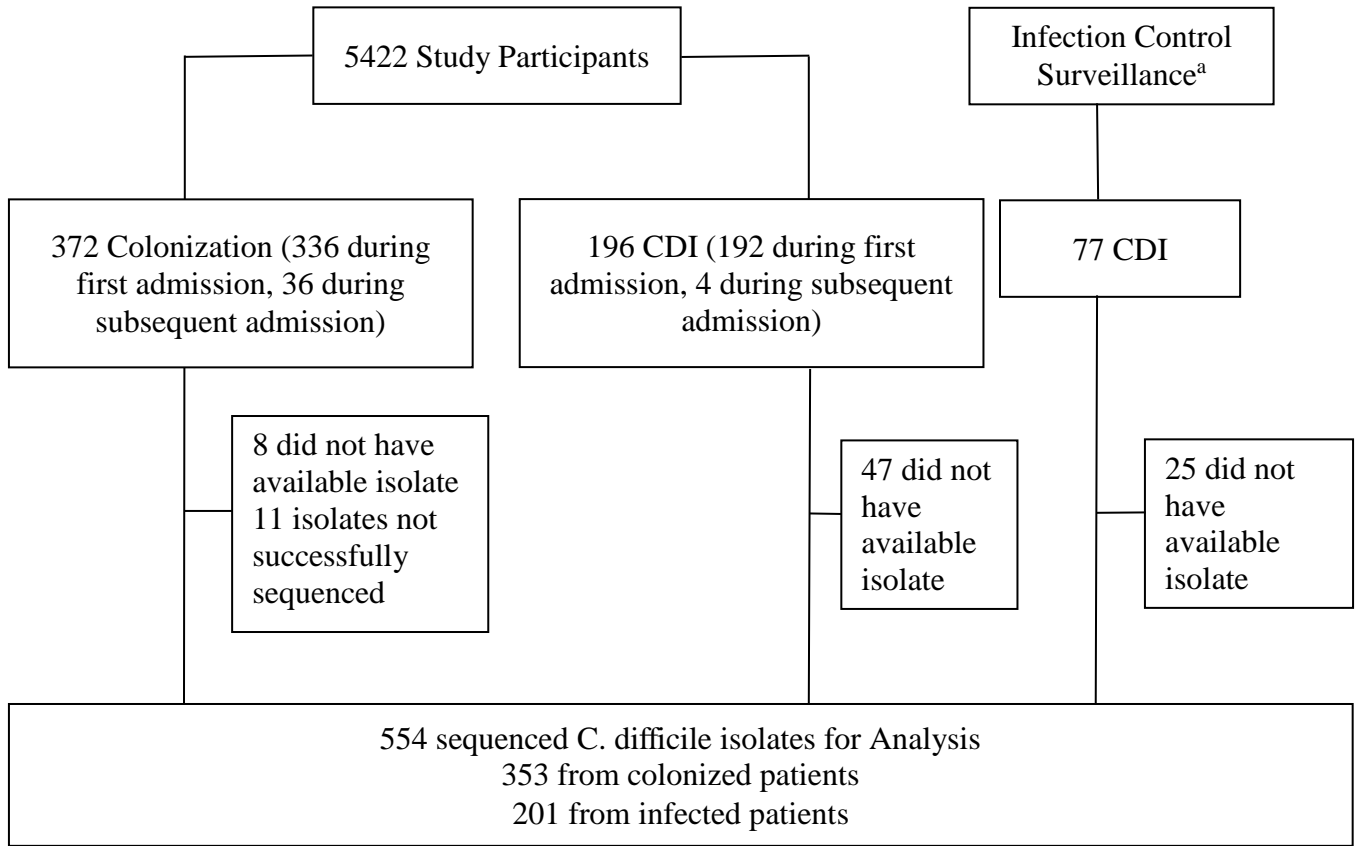 5422 Study Participants
Infection Control
Surveillanceᵃ
372 Colonization (336 during
first admission, 36 during
subsequent admission)
196 CDI (192 during first
admission, 4 during subsequent
admission)
77 CDI
8 did not have
available isolate
11 isolates not
successfully
sequenced
47 did not
have
available
isolate
25 did not
have
available
isolate
554 sequenced C. difficile isolates for Analysis
353 from colonized patients
201 from infected patients